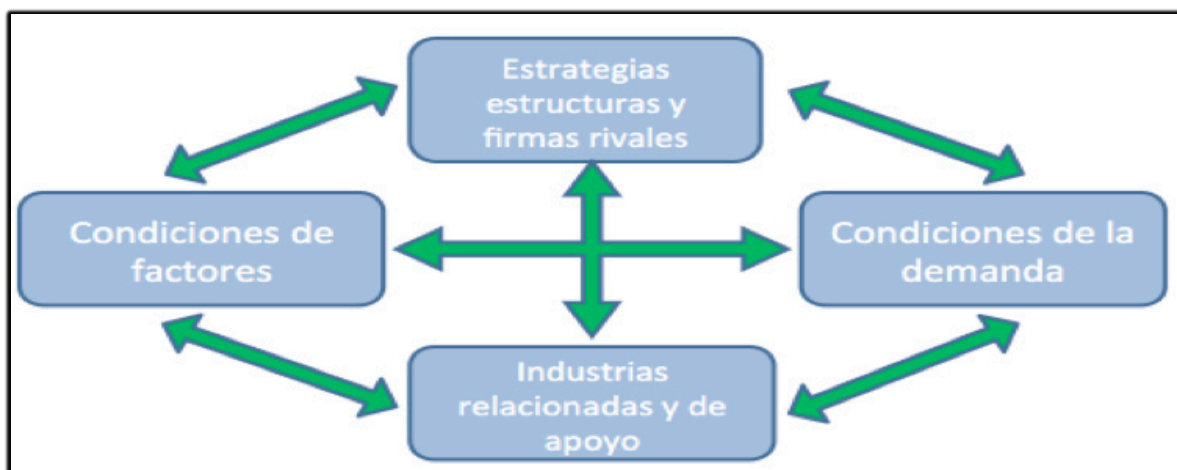 Estrategias
estructuras y
firmas rivales
Condiciones de
factores
Condiciones de la
demanda
Industrias
relacionadas y de
apoyo